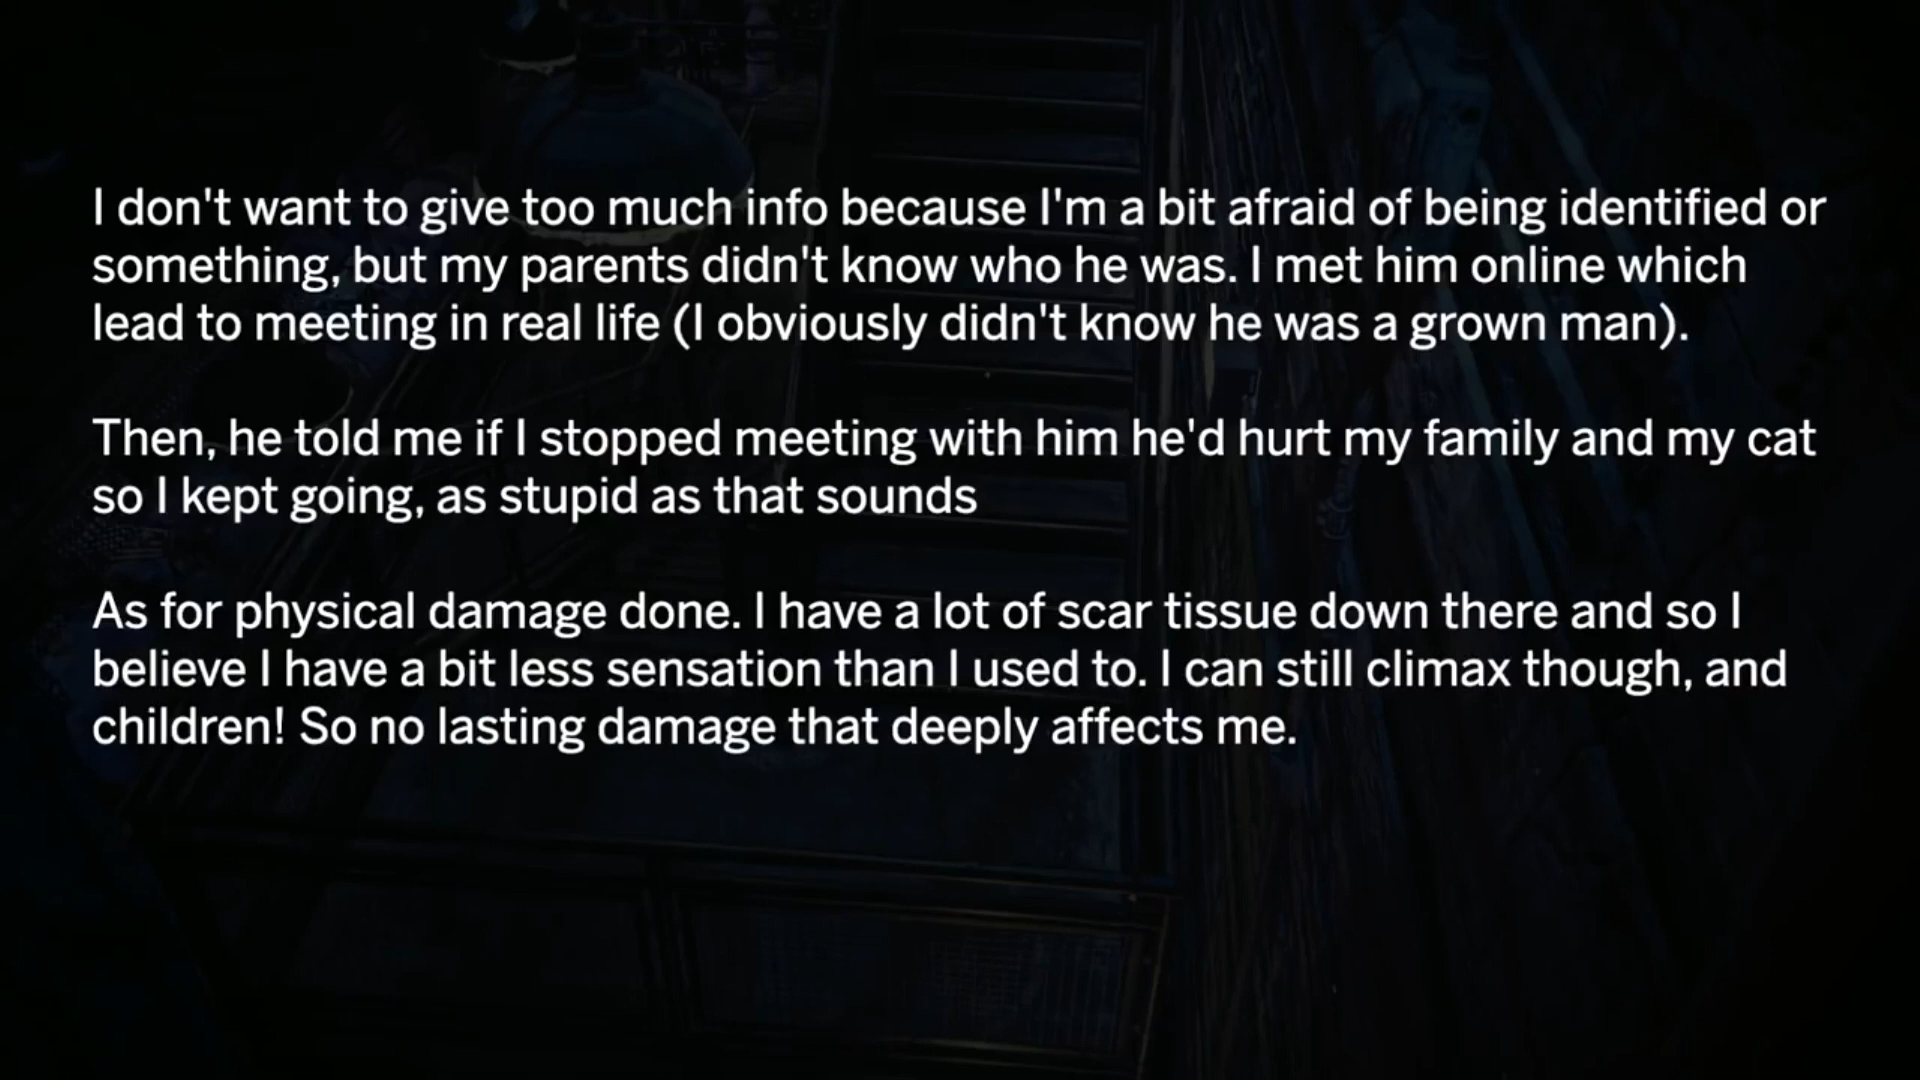 I don't want to give too much info because I'm a bit afraid of being identified or
something, but my parents didn't know who he was. I met him online which
lead to meeting in real life (I obviously didn't know he was a grown man).
Then, he told me if I stopped meeting with him he'd hurt my family and my cat
so I kept going, as stupid as that sounds
As for physical damage done. I have a lot of scar tissue down there and so I
believe I have a bit less sensation than I used to. I can still climax though, and
children! So no lasting damage that deeply affects me.